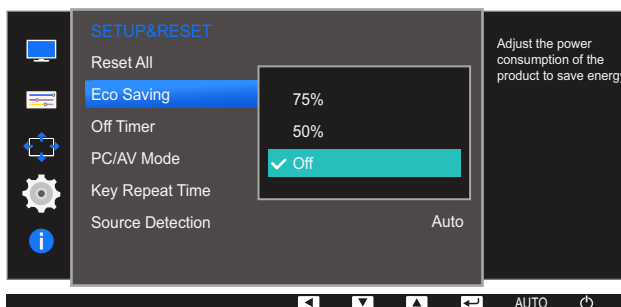 SETUP&RESET
Reset All
Eco Saving
Off Timer
PC/AV Mode
Key Repeat Time
Source Detection Auto
75%
50%
Off
Adjust the power
consumption of the
product to save energy
AUTO